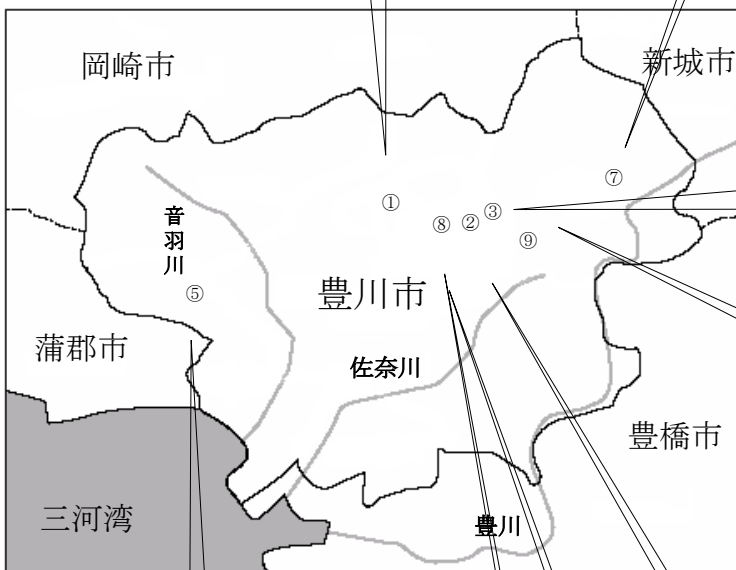 岡崎市
新城市
⑦
①
③
②
⑧
⑨
音羽川
⑤
豊川市
蒲郡市
佐奈川
豊橋市
三河湾
豊川